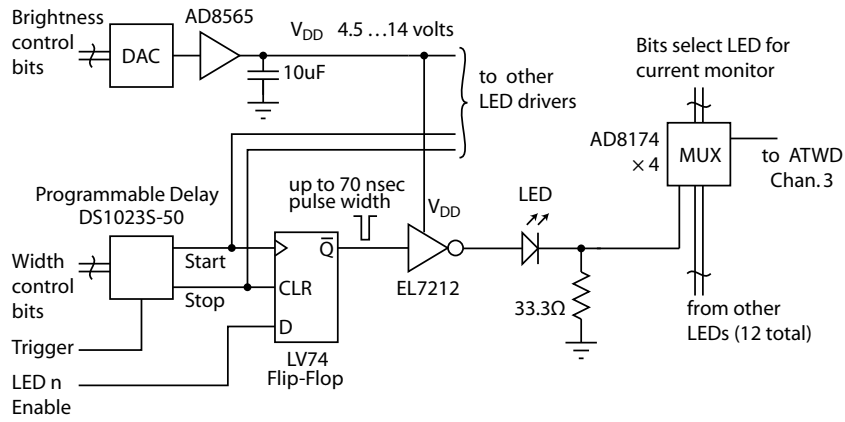 Brightness
control
bits
DAC
AD8565
V_DD 4.5 …14 volts
10uF
to other
LED drivers
Bits select LED for
current monitor
AD8174
× 4
MUX
to ATWD
Chan. 3
Programmable Delay
DS1023S-50
up to 70 nsec
pulse width
V_DD
LED
Width
control
bits
Start
Stop
Q̅
CLR
D
EL7212
33.3Ω
from other
LEDs (12 total)
Trigger
LV74
Flip-Flop
LED n
Enable